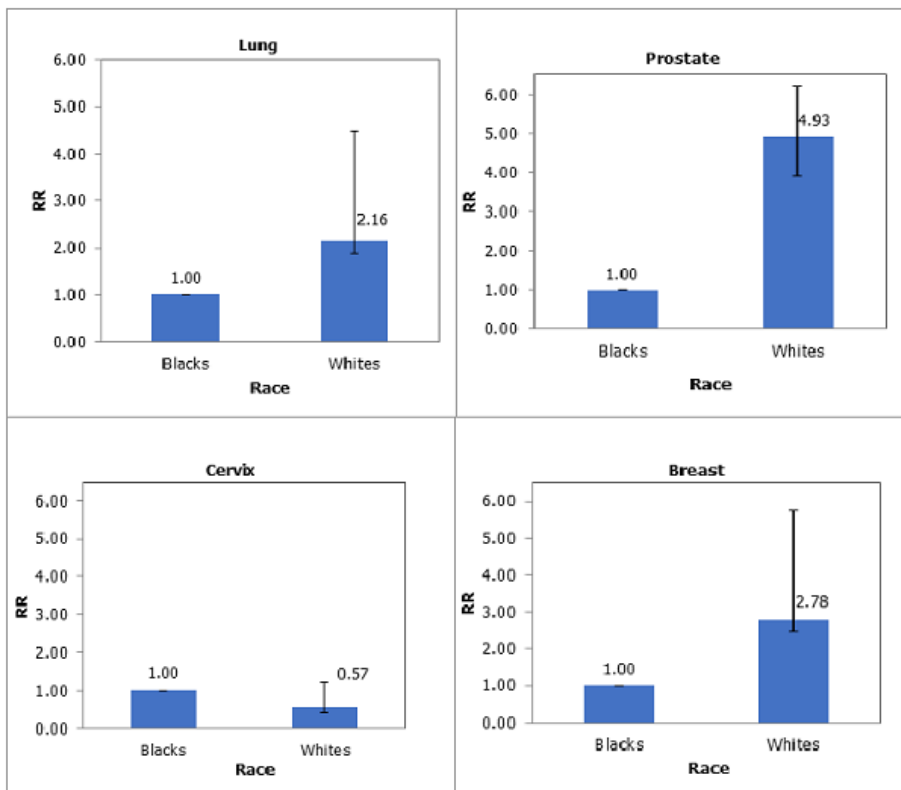 Lung
6.00
5.00
4.00
3.00
2.00
1.00
0.00
RR
1.00
2.16
Blacks
Whites
Race
Prostate
6.00
5.00
4.00
3.00
2.00
1.00
0.00
RR
1.00
4.93
Blacks
Whites
Race
Cervix
6.00
5.00
4.00
3.00
2.00
1.00
0.00
RR
1.00
0.57
Blacks
Whites
Race
Breast
6.00
5.00
4.00
3.00
2.00
1.00
0.00
RR
1.00
2.78
Blacks
Whites
Race